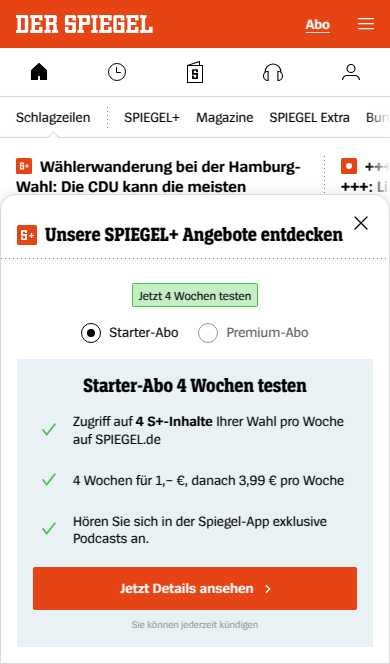 DER SPIEGEL
Abo
Schlagzeilen
SPIEGEL+
Magazine
SPIEGEL Extra
S+ Wählerwanderung bei der Hamburg-
Wahl: Die CDU kann die meisten
+++
+++:
S+ Unsere SPIEGEL+ Angebote entdecken
Jetzt 4 Wochen testen
Starter-Abo
Premium-Abo
Starter-Abo 4 Wochen testen
Zugriff auf 4 S+-Inhalte Ihrer Wahl pro Woche
auf SPIEGEL.de
4 Wochen für 1,– €, danach 3,99 € pro Woche
Hören Sie sich in der Spiegel-App exklusive
Podcasts an.
Jetzt Details ansehen
Sie können jederzeit kündigen